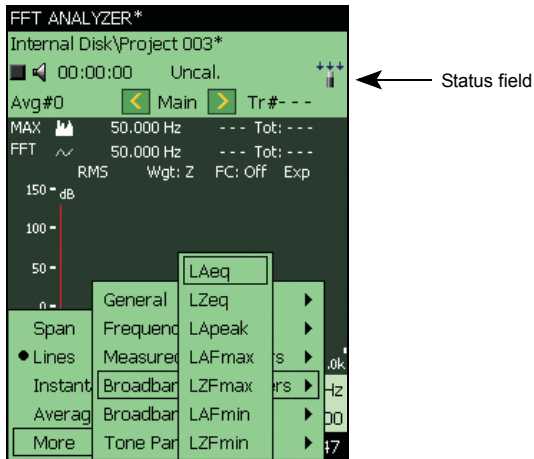 FFT ANALYZER*
Internal Disk\Project 003*
00:00:00 Uncal.
Status field
Avg#0 < Main > Tr#- - -
MAX 50.000 Hz - - - Tot: - - -
FFT 50.000 Hz - - - Tot: - - -
RMS Wgt: Z FC: Off Exp
150 dB
100
50
0
LAeq
General LZeq
Span Frequenc LApeak
Lines Measured LAFmax rs .0k
Instant Broadbar LZFmax ers Hz
Averag Broadbar LAFmin 00
More Tone Par LZFmin 47